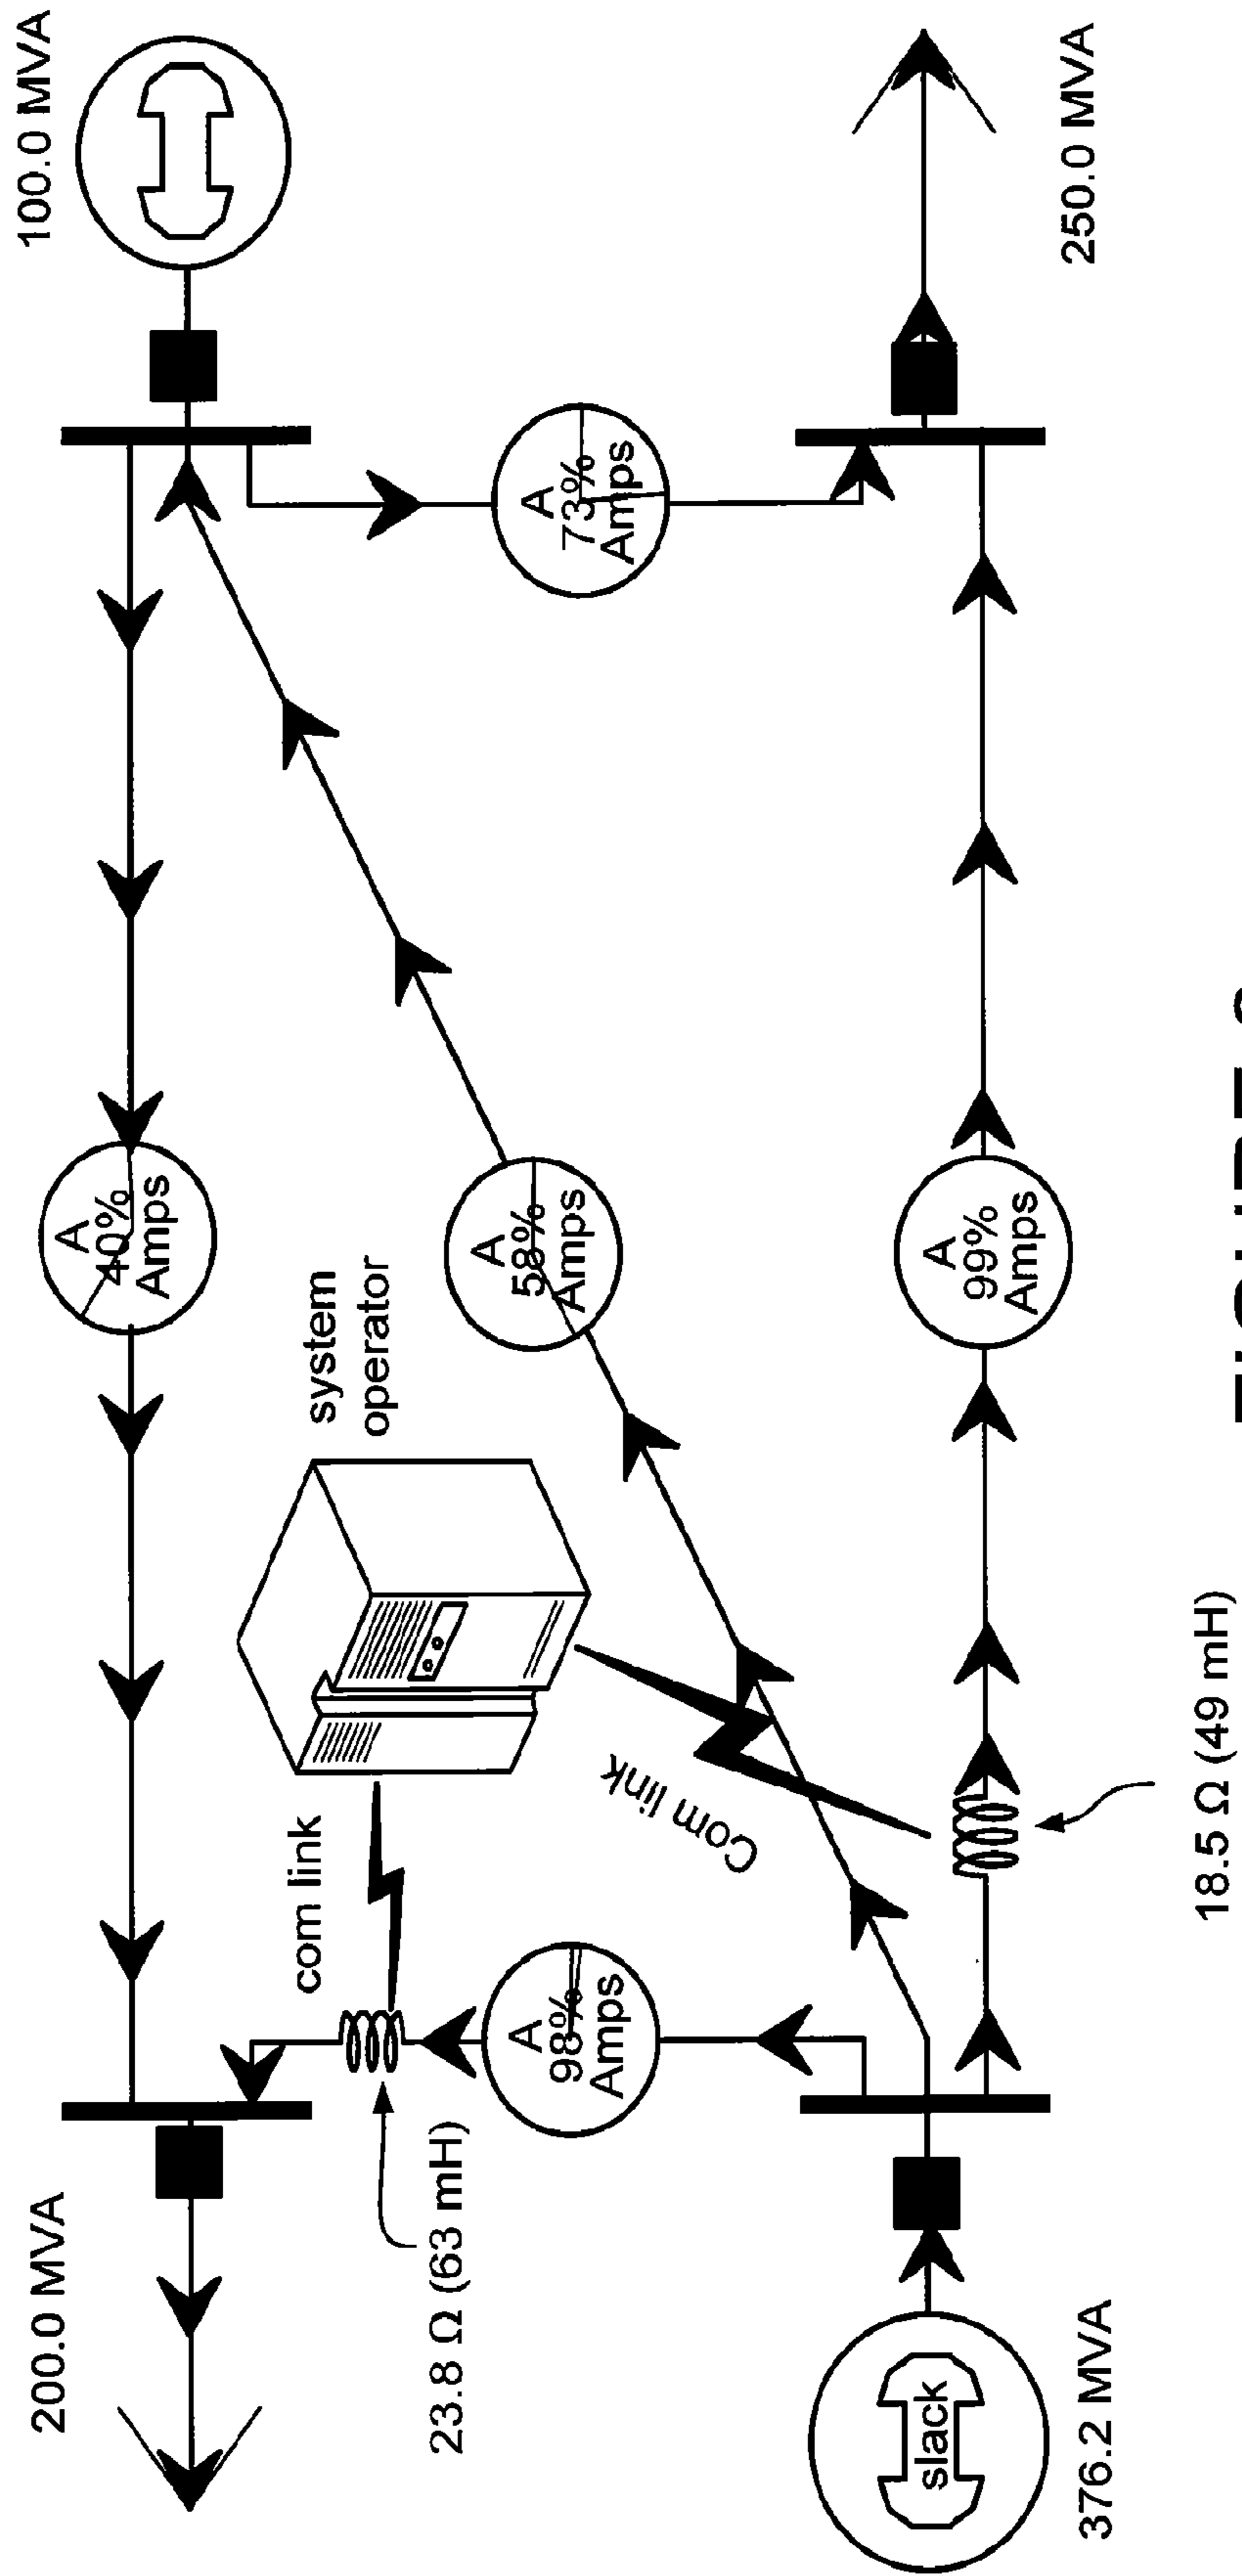 200.0 MVA
100.0 MVA
A
40%
Amps
com link
system
operator
23.8 Ω (63 mH)
A
98%
Amps
A
58%
Amps
A
73%
Amps
Com link
slack
A
99%
Amps
376.2 MVA
250.0 MVA
18.5 Ω (49 mH)